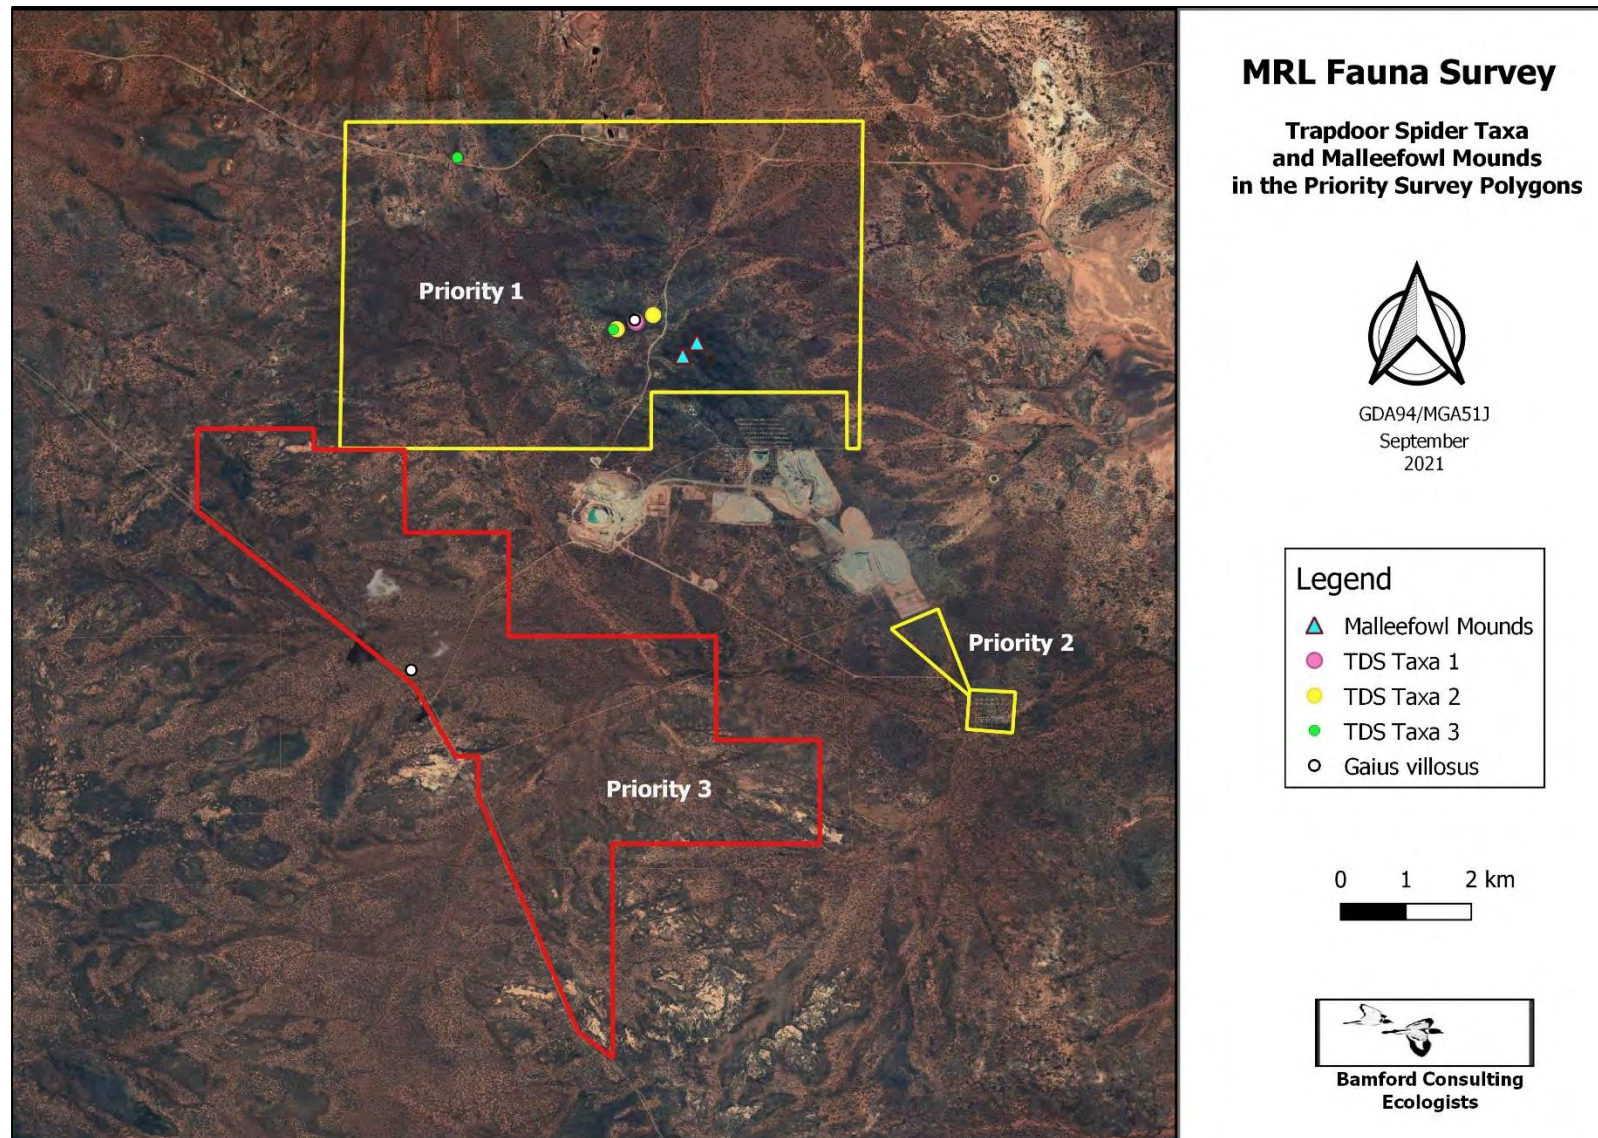 MRL Fauna Survey
Trapdoor Spider Taxa
and Malleefowl Mounds
in the Priority Survey Polygons
GDA94/MGA51J
September
2021
Legend
Malleefowl Mounds
TDS Taxa 1
TDS Taxa 2
TDS Taxa 3
Gaius villosus
0 1 2 km
Bamford Consulting
Ecologists
Priority 1
Priority 2
Priority 3